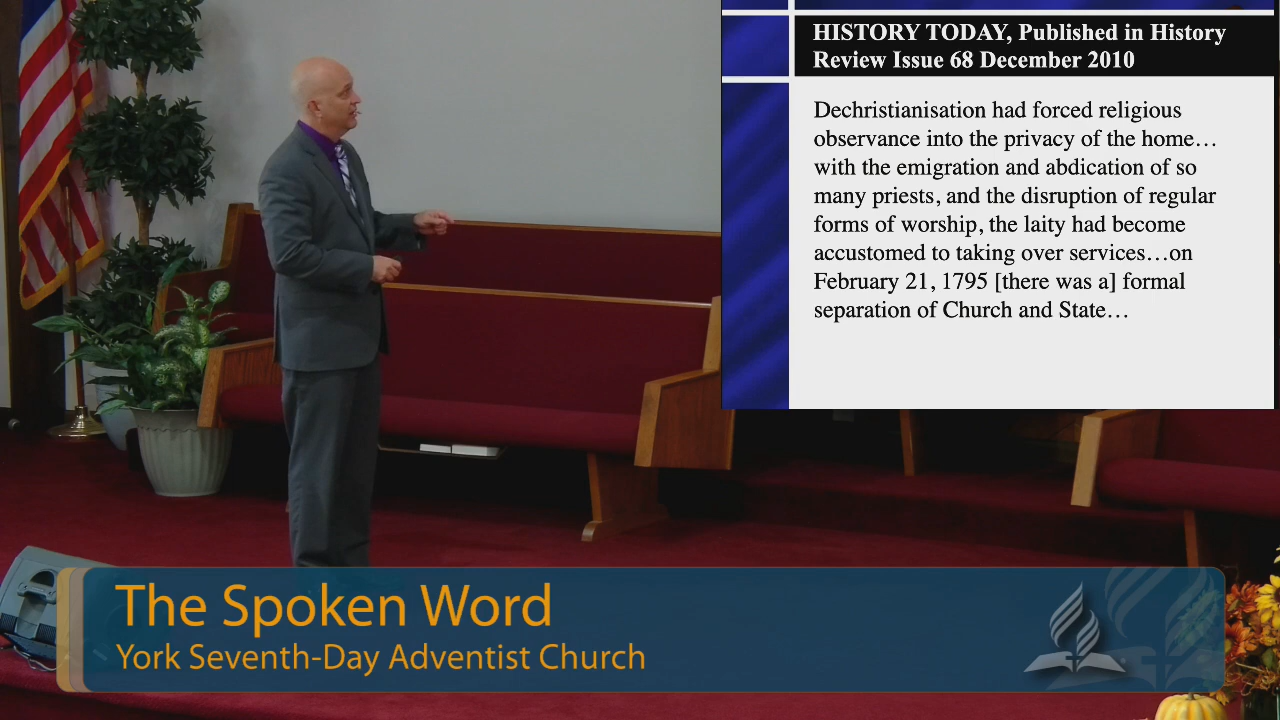 HISTORY TODAY, Published in History
Review Issue 68 December 2010
Dechristianisation had forced religious
observance into the privacy of the home…
with the emigration and abdication of so
many priests, and the disruption of regular
forms of worship, the laity had become
accustomed to taking over services…on
February 21, 1795 [there was a] formal
separation of Church and State…
The Spoken Word
York Seventh-Day Adventist Church